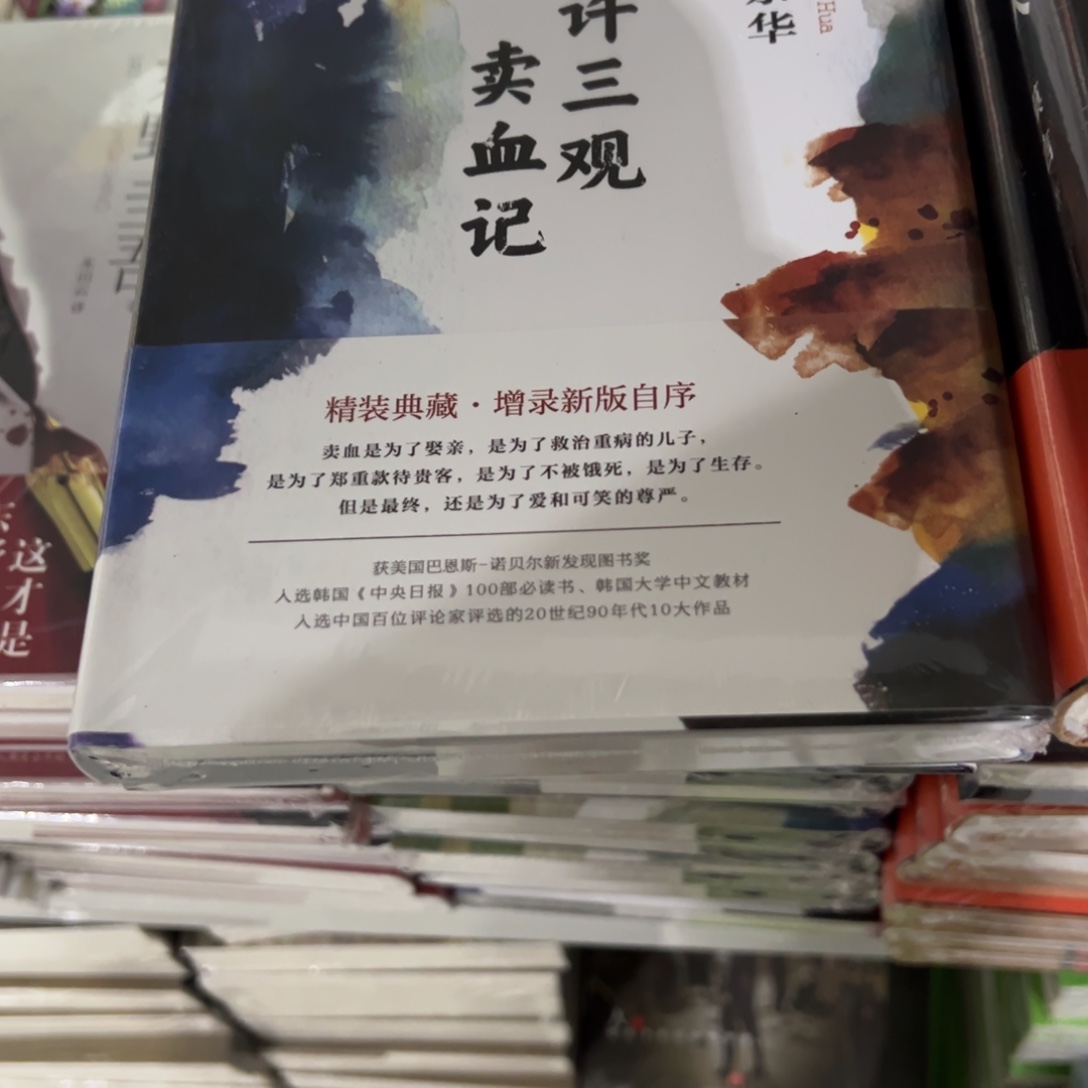 许三观
卖血记
华
Hua
精装典藏·增录新版自序
卖血是为了娶亲，是为了救治重病的儿子，
是为了郑重款待贵客，是为了不被饿死，是为了生存。
但是最终，还是为了爱和可笑的尊严。
获美国巴恩斯-诺贝尔新发现图书奖
入选韩国《中央日报》100部必读书、韩国大学中文教材
入选中国百位评论家评选的20世纪90年代10大作品
这
才
是